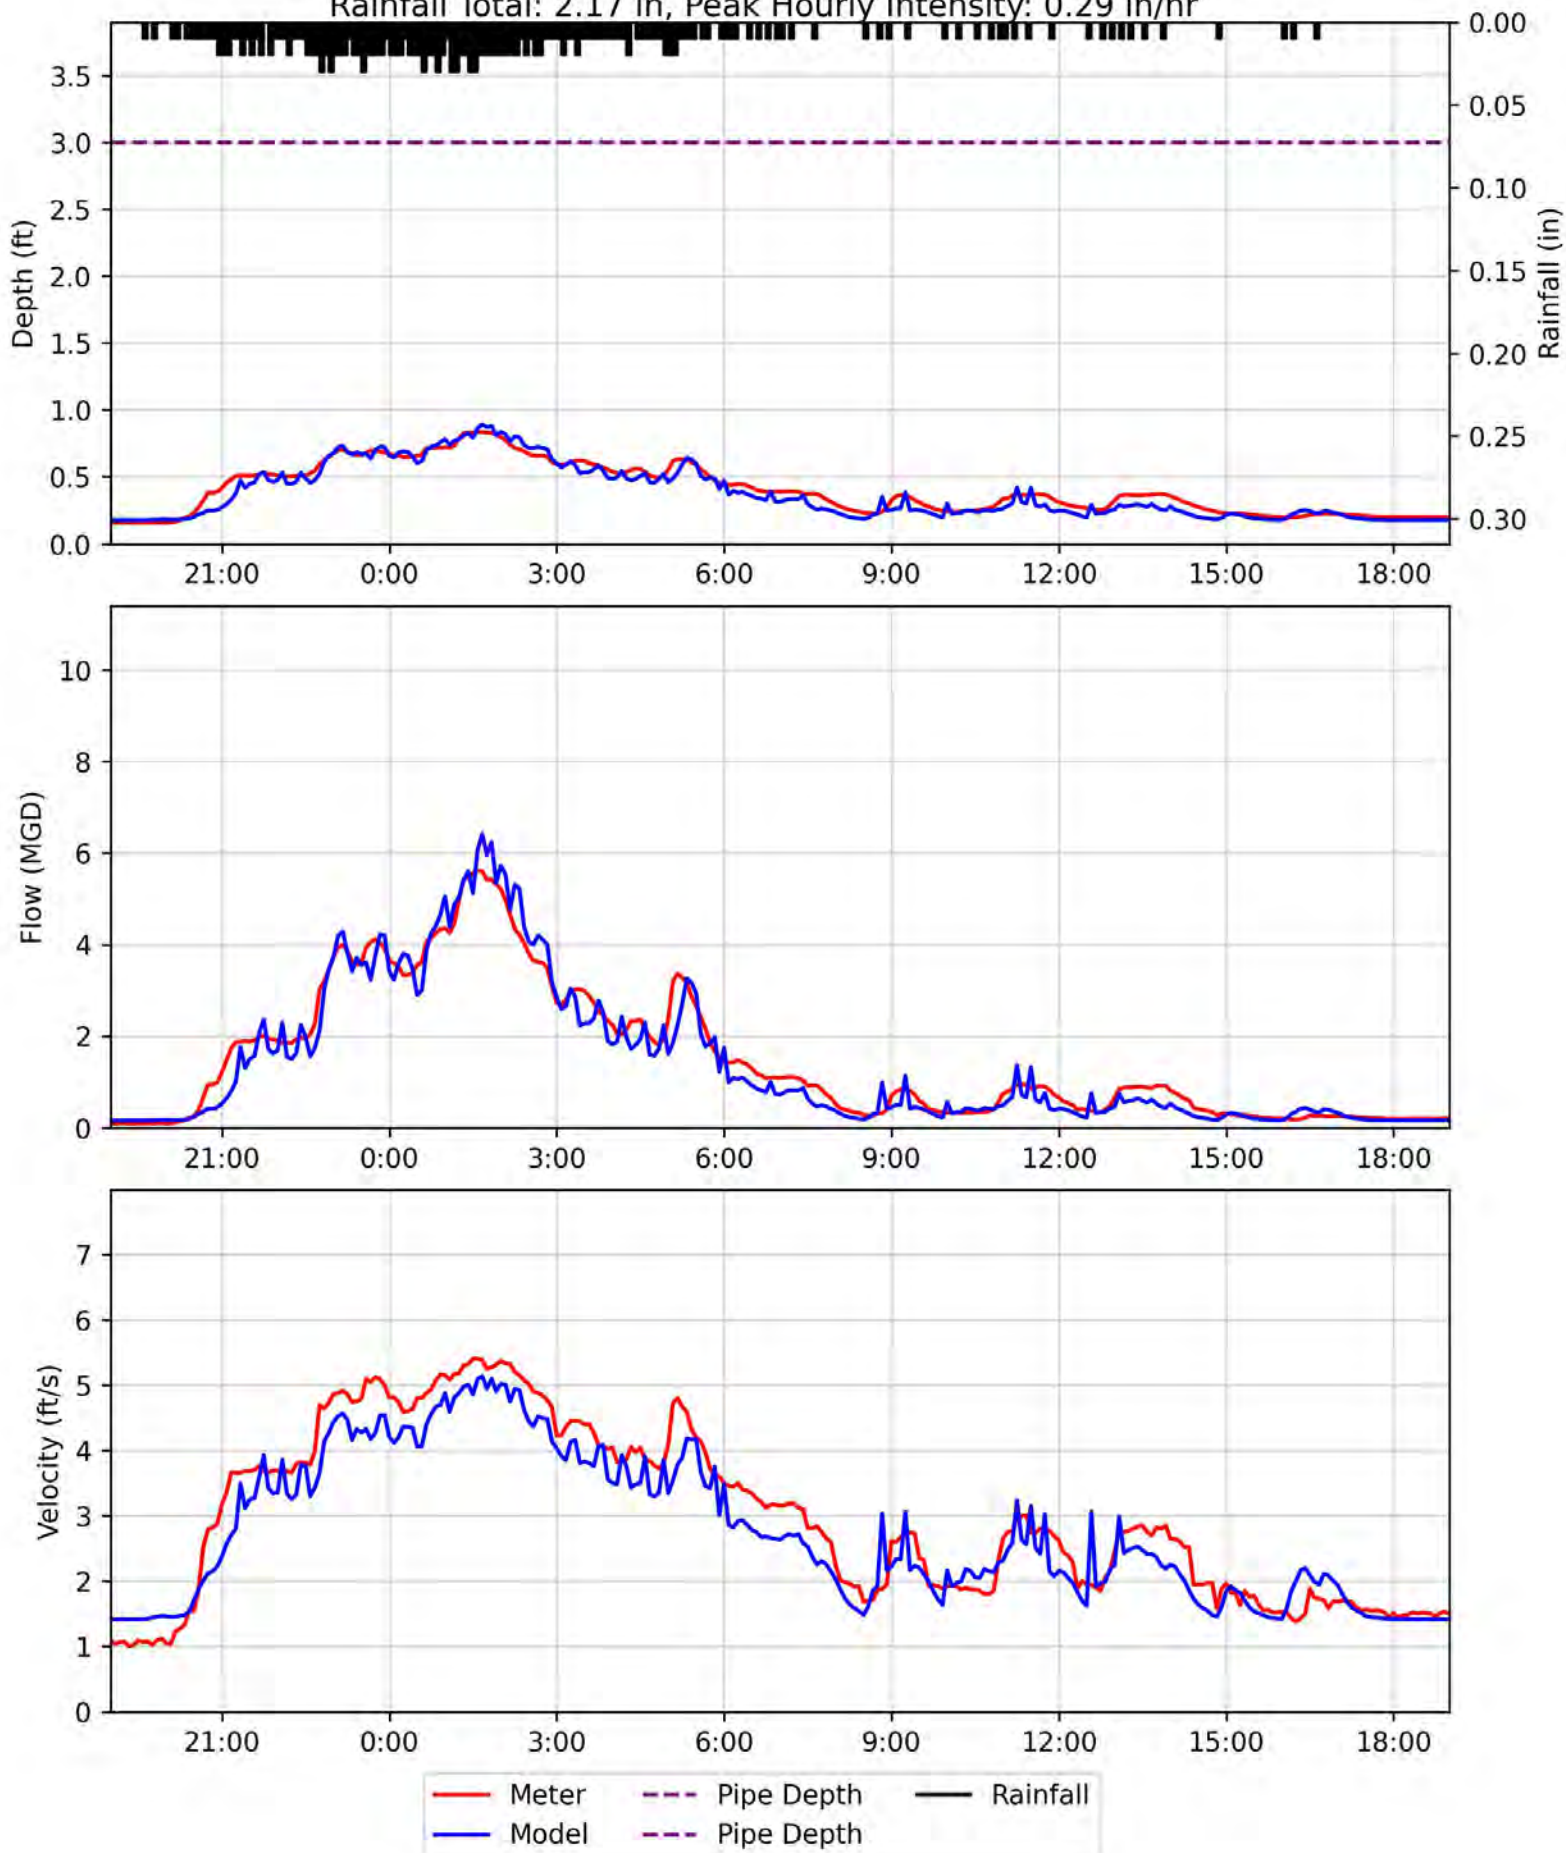 Rainfall Total: 2.17 in, Peak Hourly Intensity: 0.29 in/hr
0.00
3.5
0.05
3.0
0.10
2.5
Depth (ft)
Rainfall (in)
2.0
0.15
1.5
0.20
1.0
0.25
0.5
0.30
0.0
21:00 0:00 3:00 6:00 9:00 12:00 15:00 18:00
10
8
Flow (MGD)
6
4
2
0
21:00 0:00 3:00 6:00 9:00 12:00 15:00 18:00
7
6
5
Velocity (ft/s)
4
3
2
1
0
21:00 0:00 3:00 6:00 9:00 12:00 15:00 18:00
Meter Pipe Depth Rainfall
Model Pipe Depth